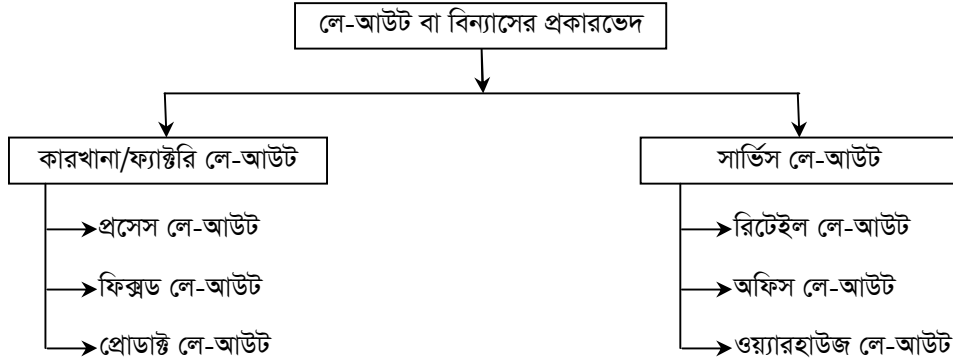 লে-আউট বা বিন্যাসের প্রকারভেদ
কারখানা/ফ্যাক্টরি লে-আউট
প্রসেস লে-আউট
ফিক্সড লে-আউট
প্রোডাক্ট লে-আউট
সার্ভিস লে-আউট
রিটেইল লে-আউট
অফিস লে-আউট
ওয়্যারহাউজ লে-আউট